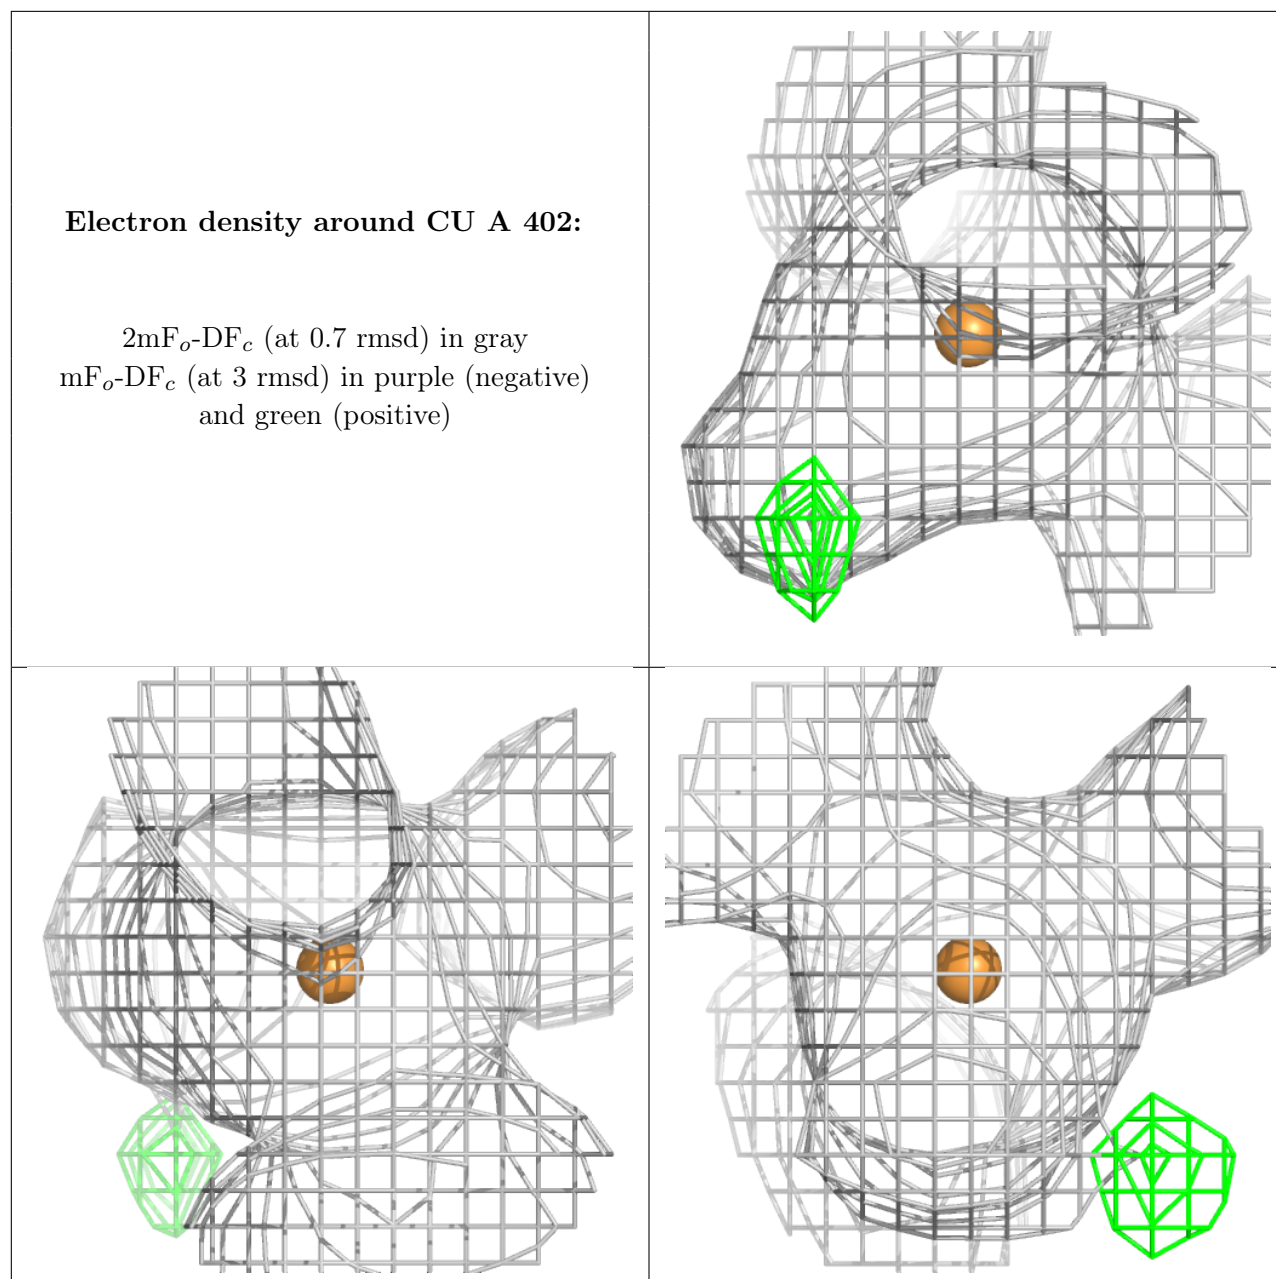 Electron density around CU A 402:
2mFo-DFc (at 0.7 rmsd) in gray
mFo-DFc (at 3 rmsd) in purple (negative)
and green (positive)